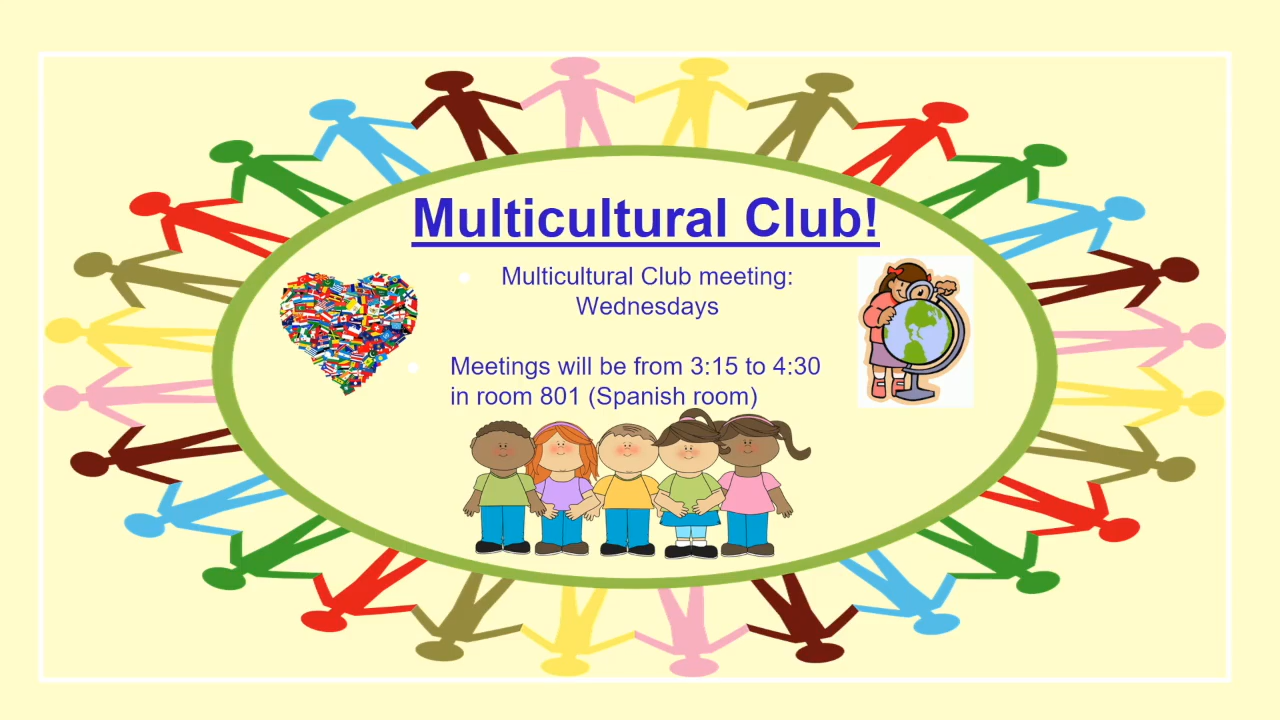 Multicultural Club!
Multicultural Club meeting:
Wednesdays
Meetings will be from 3:15 to 4:30
in room 801 (Spanish room)